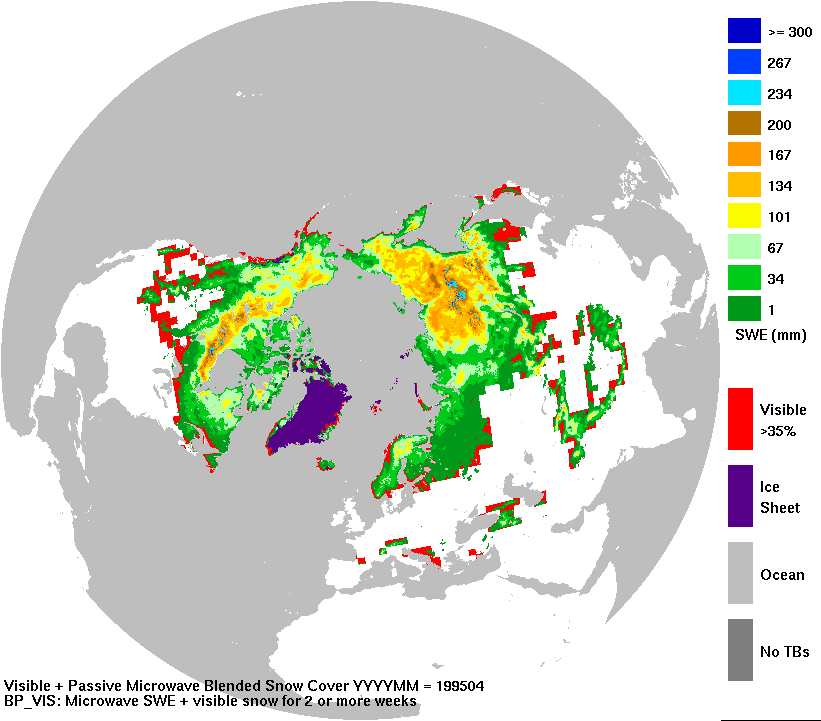 >= 300
267
234
200
167
134
101
67
34
1
SWE (mm)
Visible
>35%
Ice
Sheet
Ocean
No TBs
Visible + Passive Microwave Blended Snow Cover YYYYMM = 199504
BP_VIS: Microwave SWE + visible snow for 2 or more weeks